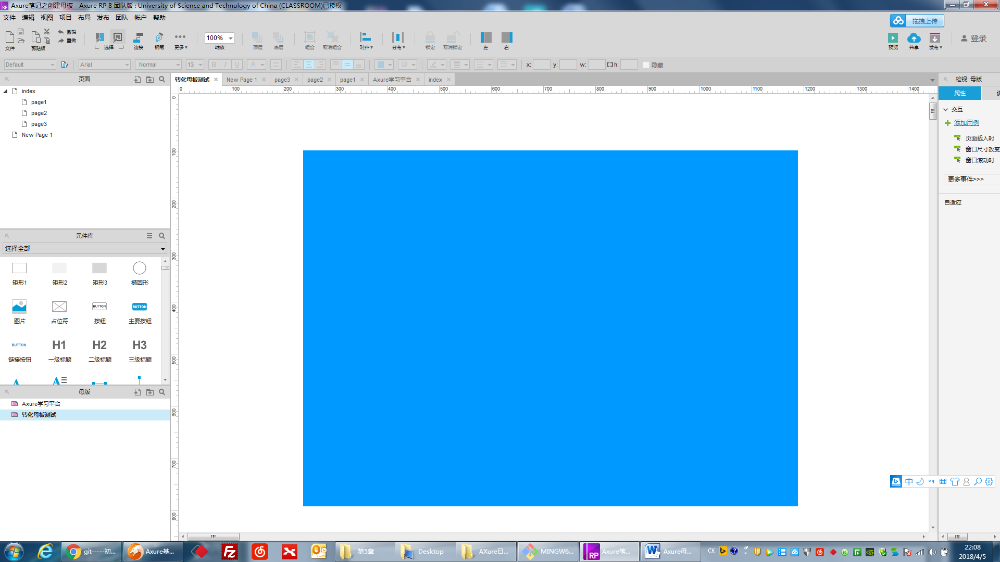 Axure笔记之创建母板 - Axure RP 8 团队版 : University of Science and Technology of China (CLASSROOM)已授权
文件 编辑 视图 项目 布局 发布 团队 帐户 帮助
拖拽上传
撤销
重做
100%
文件 剪贴板 选择 连接 钢笔 更多 缩放 顶层 底层 组合 取消组合 对齐 分布 锁定 取消锁定 左 右 预览 共享 发布 登录
Default Arial Normal 13 B I U A x: y: w: h: 隐藏
页面
index
page1
page2
page3
New Page 1
转化母板测试 New Page 1 page3 page2 page1 Axure学习平台 index
0 100 200 300 400 500 600 700 800 900 1000 1100 1200 1300 1400
0
100
200
300
400
500
600
700
800
元件库
选择全部
矩形1 矩形2 矩形3 椭圆形
BUTTON BUTTON
图片 占位符 按钮 主要按钮
BUTTON H1 H2 H3
链接按钮 一级标题 二级标题 三级标题
母版
Axure学习平台
转化母板测试
检视: 母版
属性
交互
添加用例
页面载入时
窗口尺寸改变
窗口滚动时
更多事件>>>
自适应
中
git-----初... Axure基... 第5章 Desktop AXure日... MINGW6... Axure笔... Axure母...
CH
22:08
2018/4/5